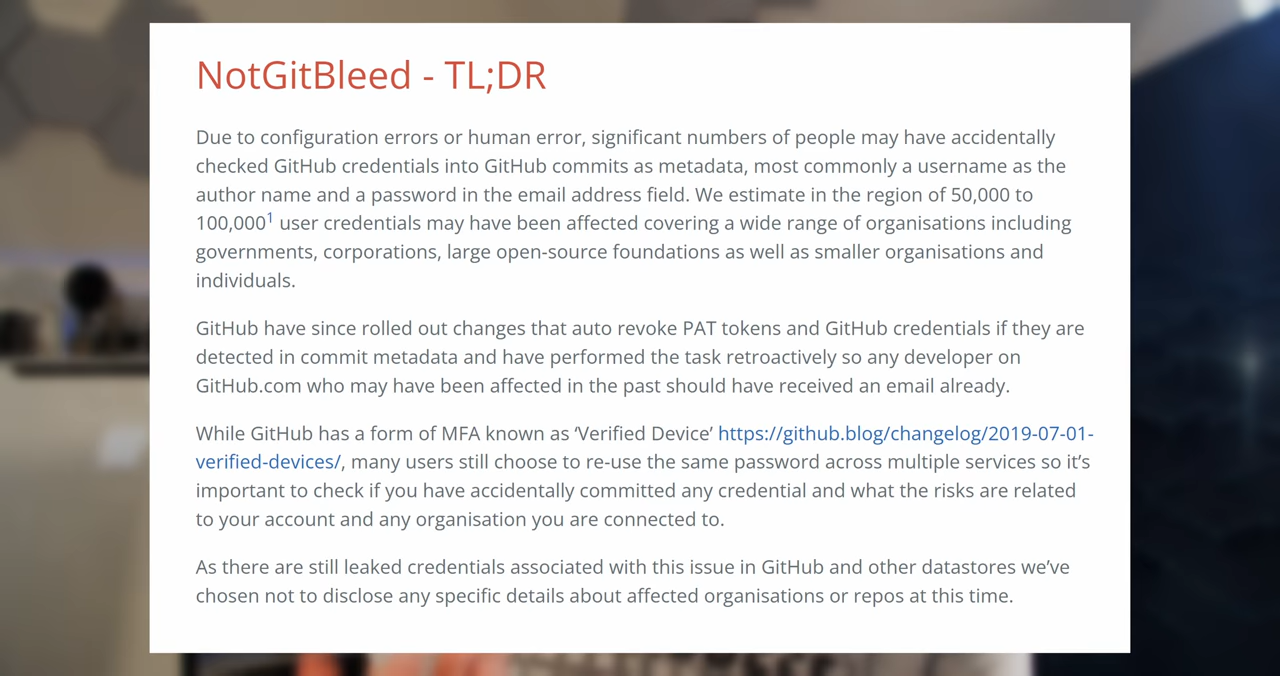 NotGitBleed - TL;DR
Due to configuration errors or human error, significant numbers of people may have accidentally
checked GitHub credentials into GitHub commits as metadata, most commonly a username as the
author name and a password in the email address field. We estimate in the region of 50,000 to
100,000¹ user credentials may have been affected covering a wide range of organisations including
governments, corporations, large open-source foundations as well as smaller organisations and
individuals.
GitHub have since rolled out changes that auto revoke PAT tokens and GitHub credentials if they are
detected in commit metadata and have performed the task retroactively so any developer on
GitHub.com who may have been affected in the past should have received an email already.
While GitHub has a form of MFA known as ‘Verified Device’ https://github.blog/changelog/2019-07-01-
verified-devices/, many users still choose to re-use the same password across multiple services so it’s
important to check if you have accidentally committed any credential and what the risks are related
to your account and any organisation you are connected to.
As there are still leaked credentials associated with this issue in GitHub and other datastores we’ve
chosen not to disclose any specific details about affected organisations or repos at this time.